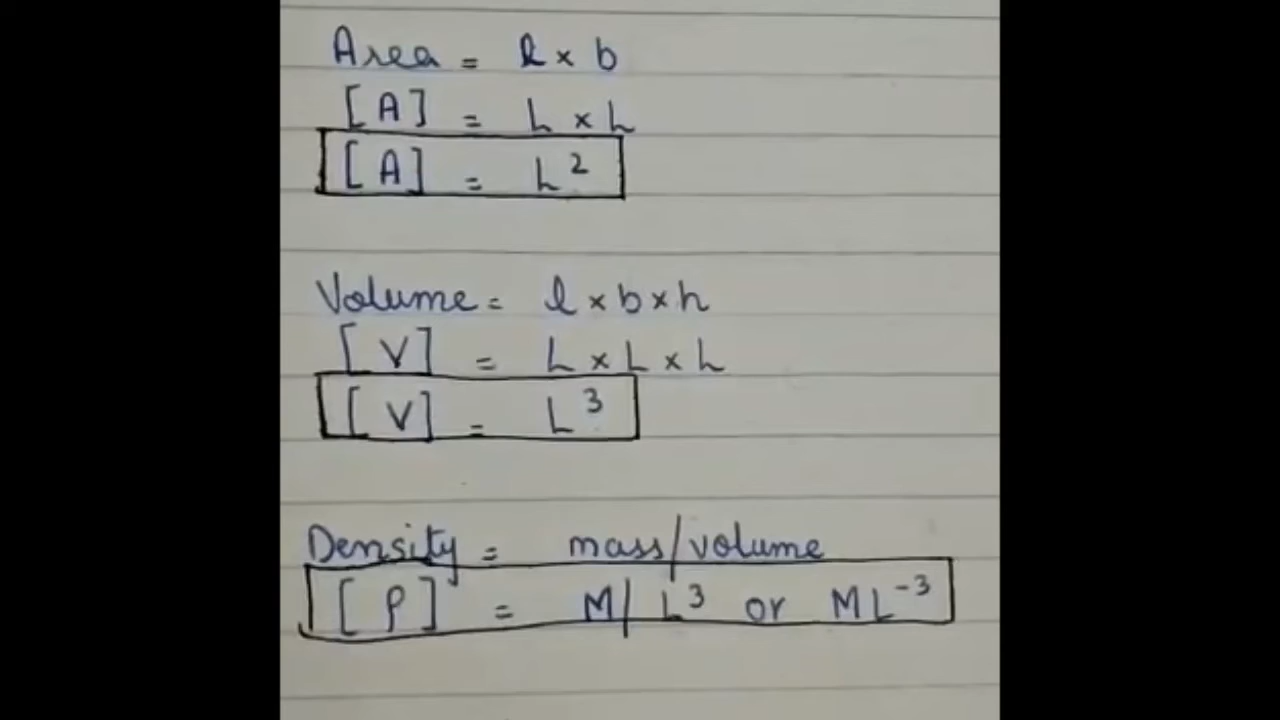 Area = l × b
[A] = L × L
[A] = L²
Volume = l × b × h
[V] = L × L × L
[V] = L³
Density = mass/volume
[ρ] = M/L³ or ML⁻³